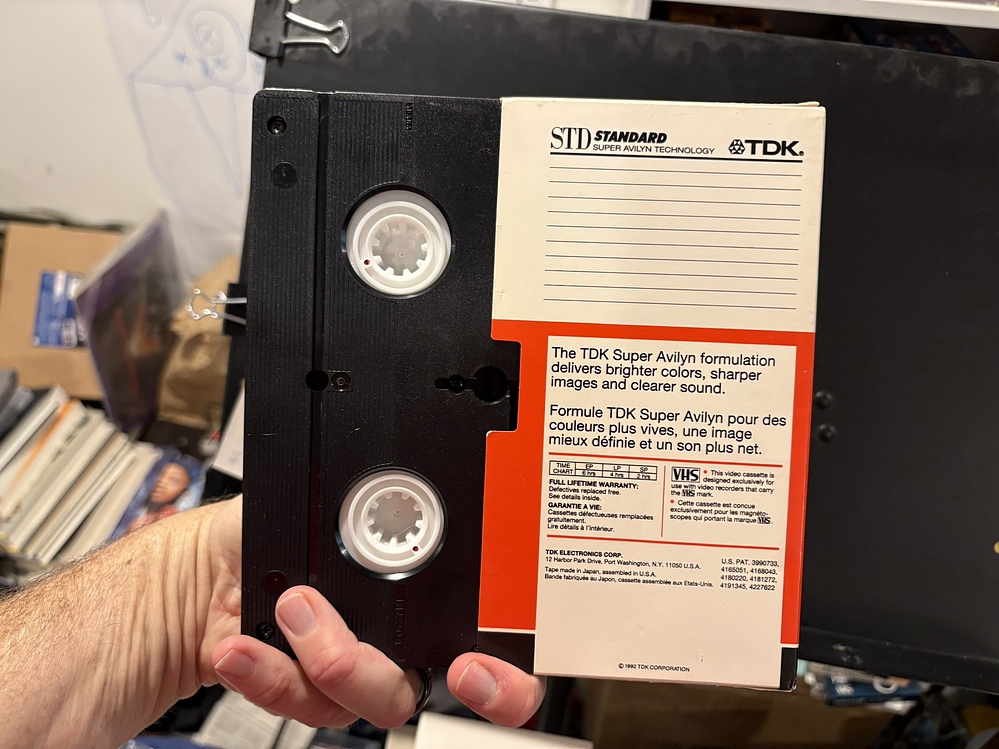 STD STANDARD
SUPER AVILYN TECHNOLOGY
TDK®
The TDK Super Avilyn formulation
delivers brighter colors, sharper
images and clearer sound.
Formule TDK Super Avilyn pour des
couleurs plus vives, une image
mieux définie et un son plus net.
TIME CHART
EP LP SP
6 hrs 4 hrs 2 hrs
FULL LIFETIME WARRANTY:
Defectives replaced free.
See details inside.
GARANTIE A VIE:
Cassettes défectueuses remplacées
gratuitement.
Lire détails à l'intérieur.
VHS • This video cassette is
designed exclusively for
use with video recorders that carry
the VHS mark.
• Cette cassette est concue
exclusivement pour les magnéto-
scopes qui portant la marque VHS.
TDK ELECTRONICS CORP.
12 Harbor Park Drive, Port Washington, N.Y. 11050 U.S.A.
Tape made in Japan, assembled in U.S.A.
Bande fabriquée au Japon, cassette assemblée aux Etats-Unis.
U.S. PAT. 3990733,
4165051, 4168043,
4180220, 4181272,
4191345, 4227622
© 1992 TDK CORPORATION